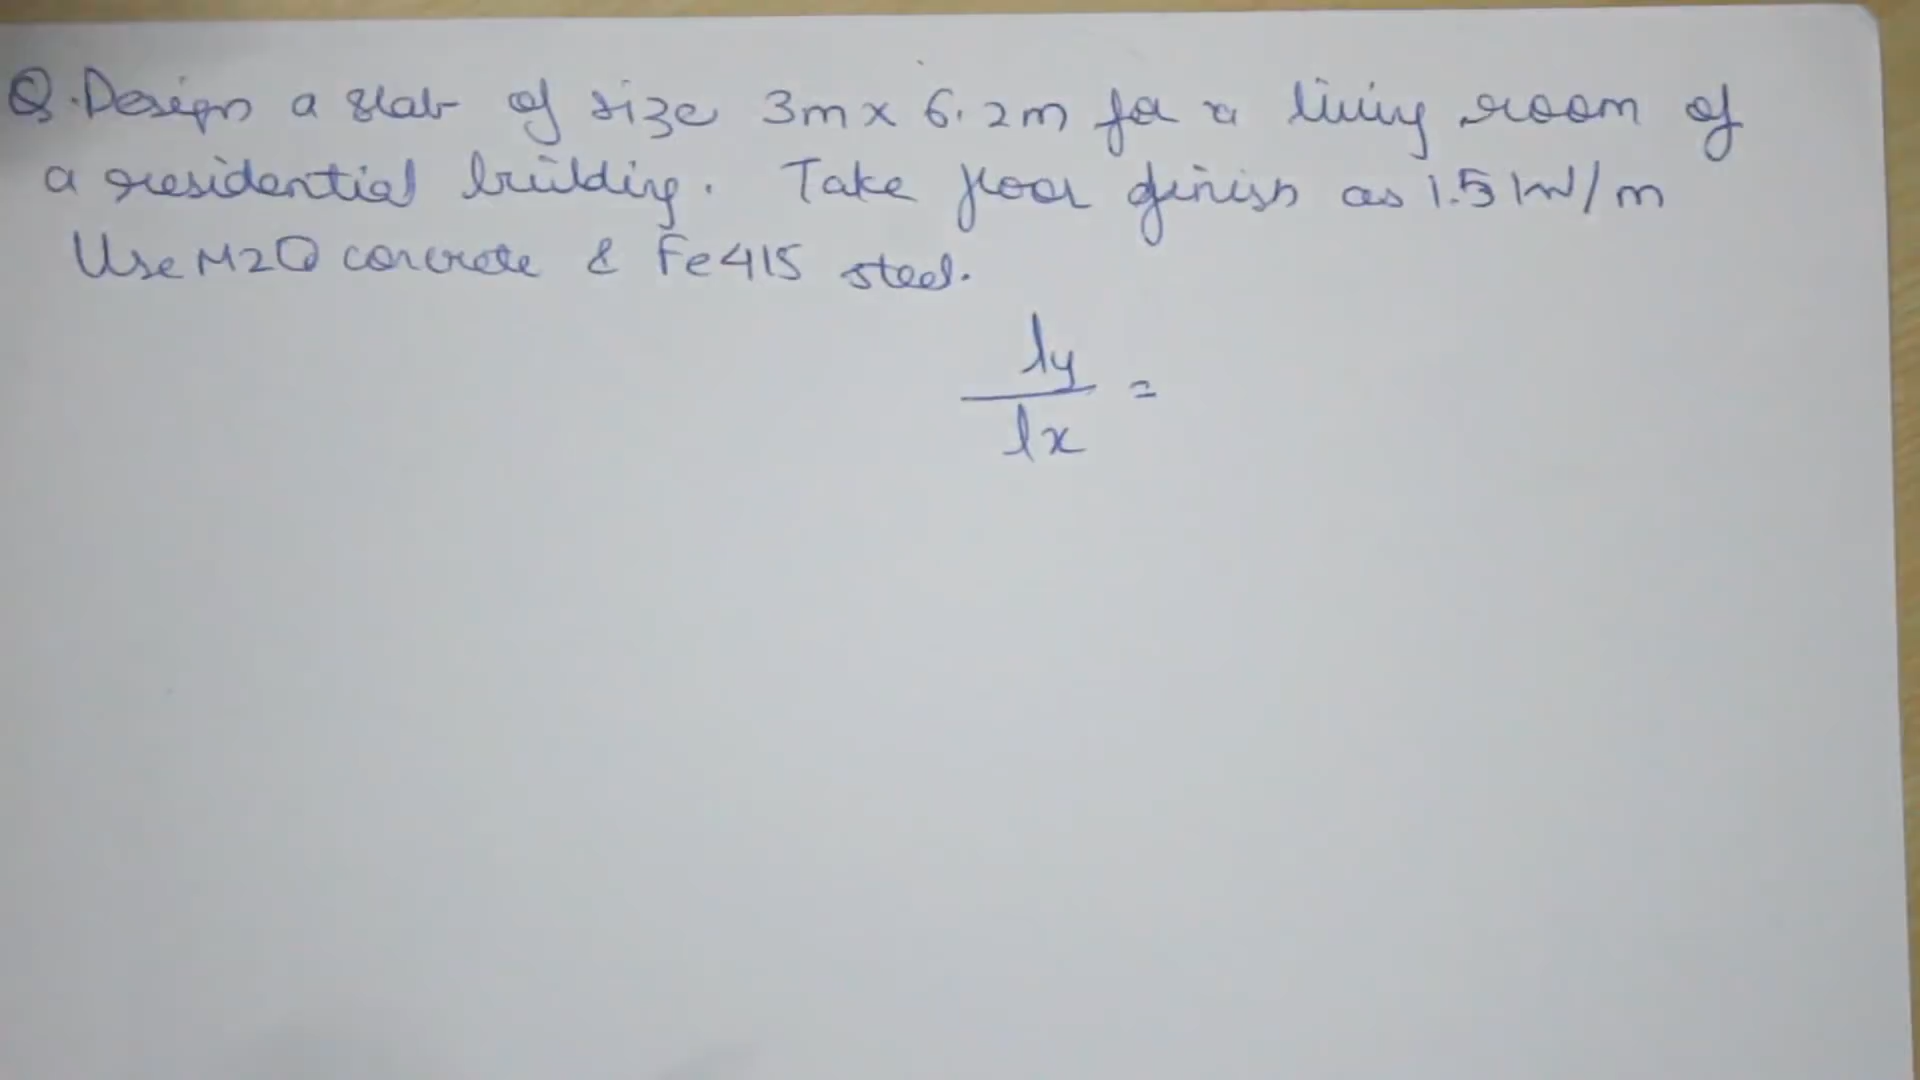 Q. Design a slab of size 3m x 6.2m for a living room of
a residential building. Take floor finish as 1.5 kN/m
Use M20 concrete & Fe415 steel.
ly
lx =